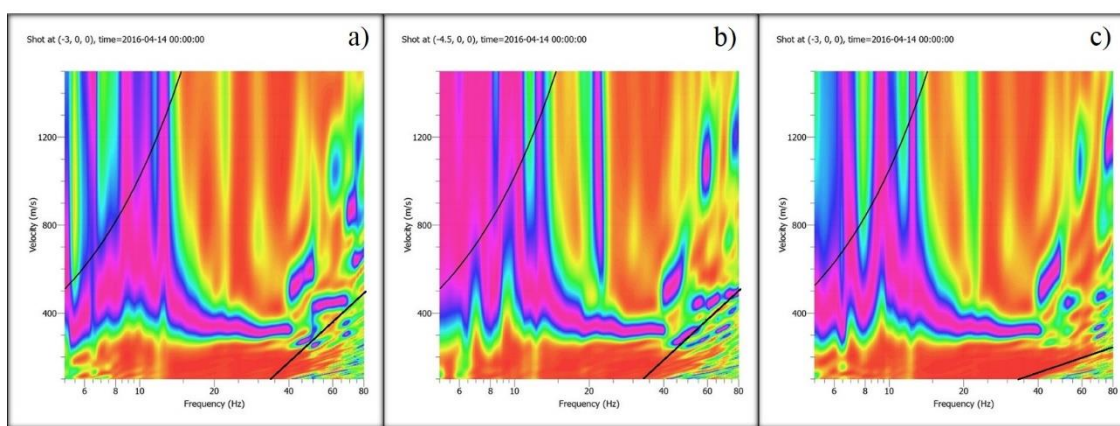 Shot at (-3, 0, 0), time=2016-04-14 00:00:00
a)
1200
800
400
Velocity (m/s)
6 8 10 20 40 60 80
Frequency (Hz)
Shot at (-4.5, 0, 0), time=2016-04-14 00:00:00
b)
1200
800
400
Velocity (m/s)
6 8 10 20 40 60 80
Frequency (Hz)
Shot at (-3, 0, 0), time=2016-04-14 00:00:00
c)
1200
800
400
Velocity (m/s)
6 8 10 20 40 60 80
Frequency (Hz)